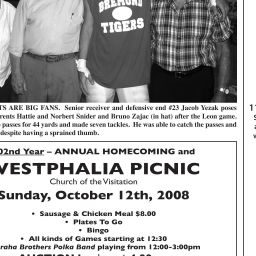 BREMOND
TIGERS
TS ARE BIG FANS. Senior receiver and defensive end #23 Jacob Yezak poses
rents Hattie and Norbert Snider and Bruno Zajac (in hat) after the Leon game.
passes for 44 yards and made seven tackles. He was able to catch the passes and
despite having a sprained thumb.
02nd Year – ANNUAL HOMECOMING and
WESTPHALIA PICNIC
Church of the Visitation
Sunday, October 12th, 2008
• Sausage & Chicken Meal $8.00
• Plates To Go
• Bingo
• All kinds of Games starting at 12:30
raha Brothers Polka Band playing from 12:00-3:00pm
11